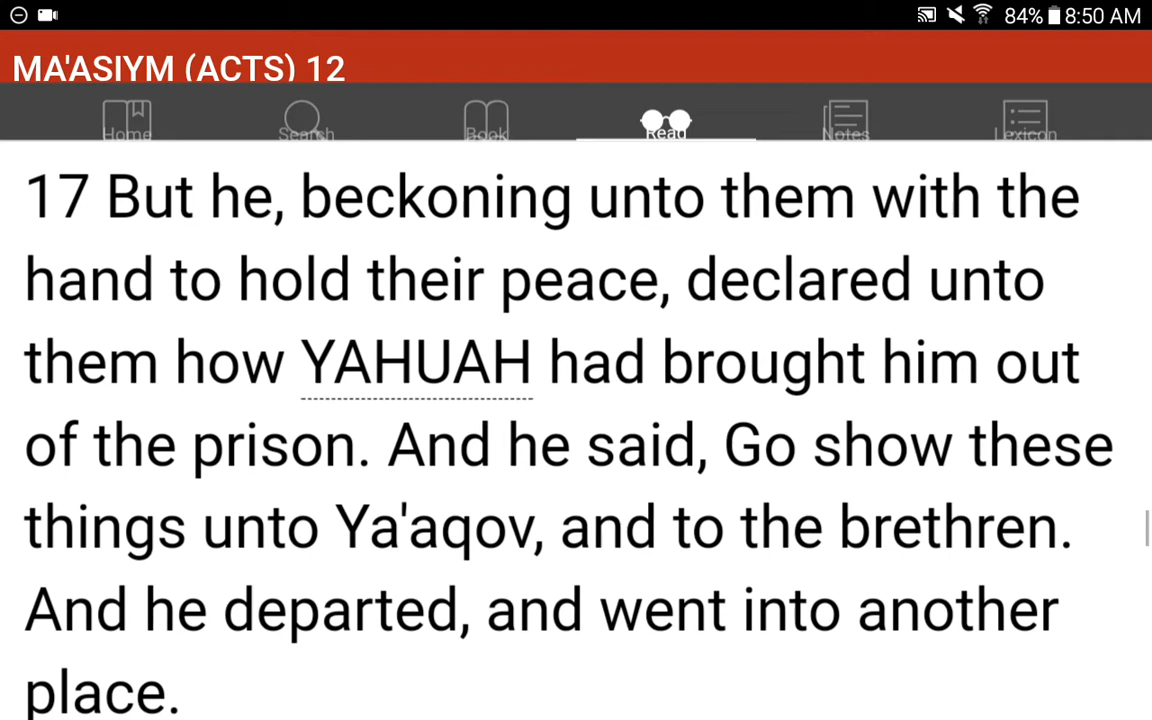 84% 8:50 AM
MA'ASIYM (ACTS) 12
Home Search Book Read Notes Lexicon
17 But he, beckoning unto them with the
hand to hold their peace, declared unto
them how YAHUAH had brought him out
of the prison. And he said, Go show these
things unto Ya'aqov, and to the brethren.
And he departed, and went into another
place.